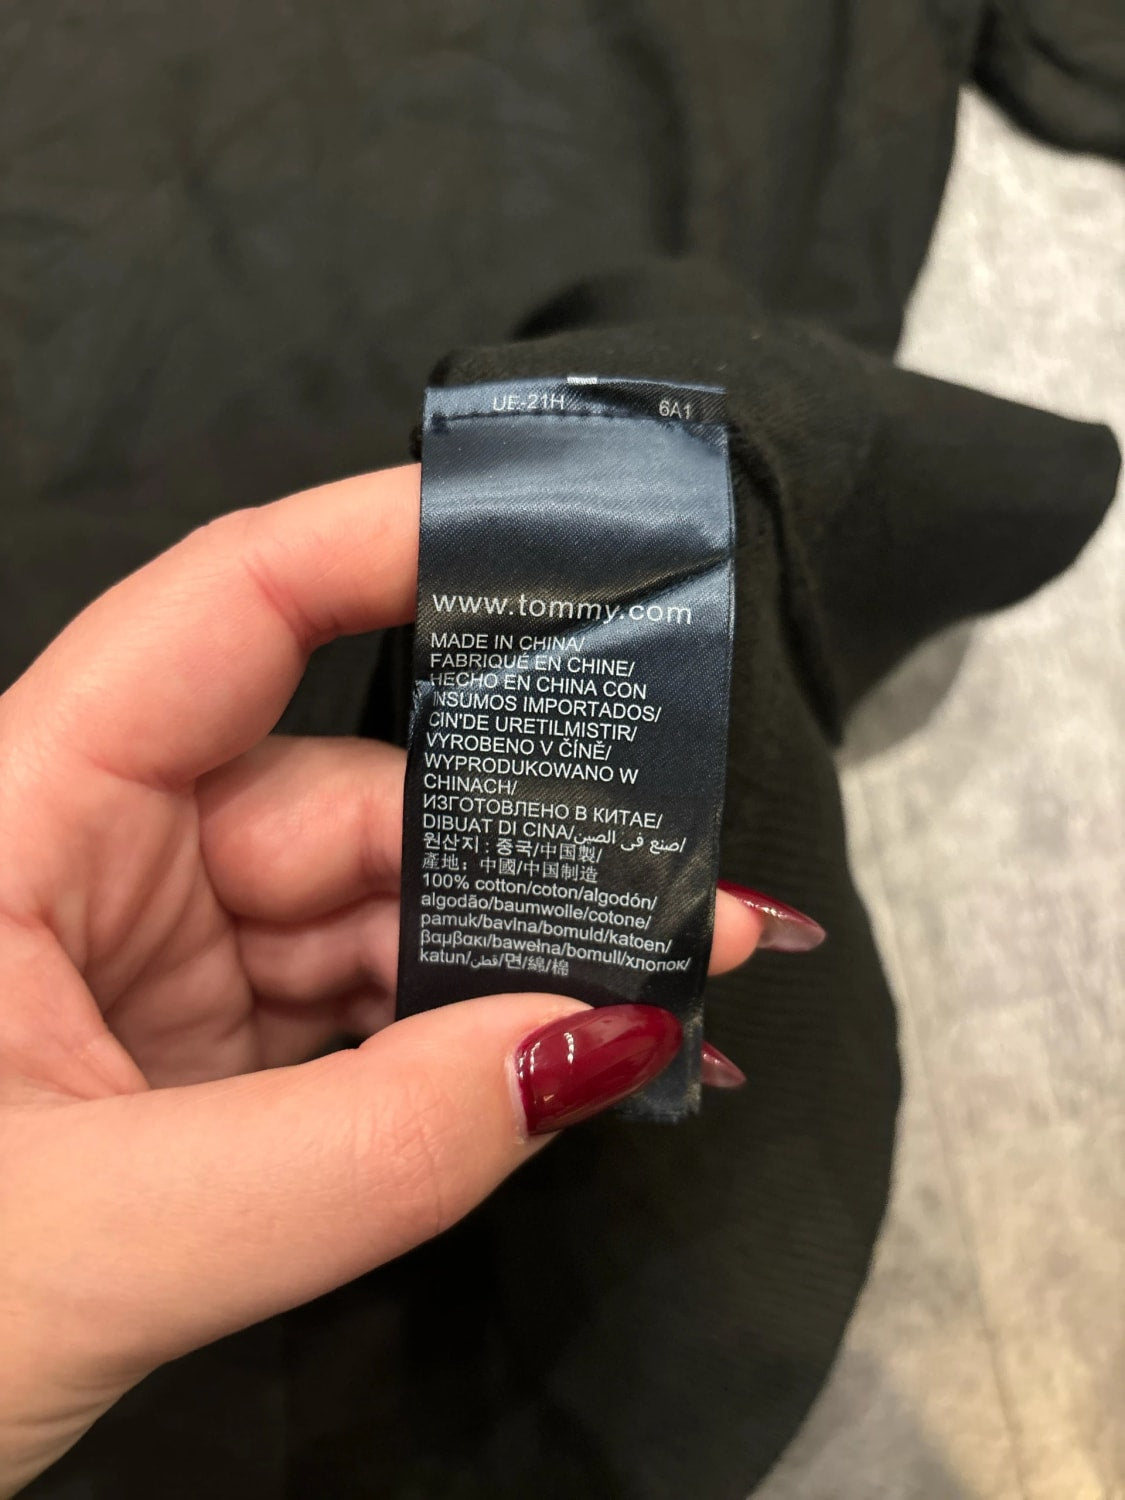 UE-21H 6A1
www.tommy.com
MADE IN CHINA/
FABRIQUÉ EN CHINE/
HECHO EN CHINA CON
INSUMOS IMPORTADOS/
ÇIN'DE URETILMISTIR/
VYROBENO V ČÍNĚ/
WYPRODUKOWANO W
CHINACH/
ИЗГОТОВЛЕНО В КИТАЕ/
DIBUAT DI CINA/صنع في الصين/
원산지 : 중국/中国製/
產地：中國/中国制造
100% cotton/coton/algodón/
algodão/baumwolle/cotone/
pamuk/bavlna/bomuld/katoen/
βαμβακι/bawełna/bomull/хлопок/
katun/قطن/면/綿/棉